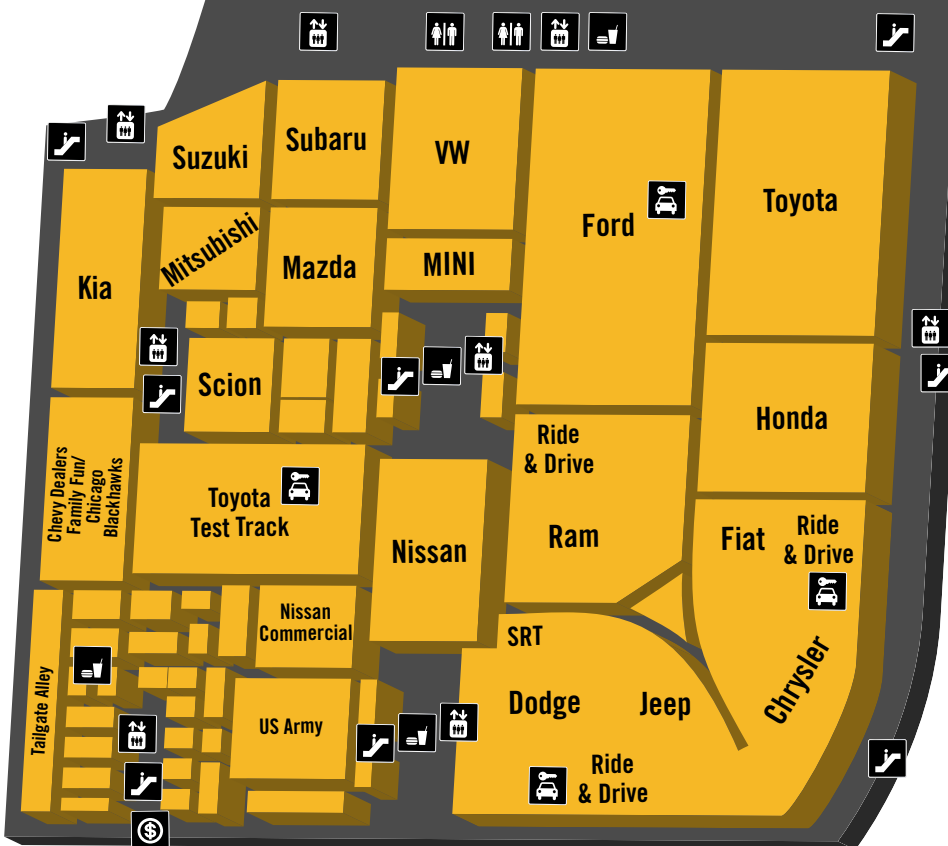 Suzuki
Subaru
VW
Ford
Toyota
Mitsubishi
Mazda
MINI
Kia
Scion
Honda
Chevy Dealers
Family Fun/
Chicago
Blackhawks
Toyota
Test Track
Nissan
Ride
& Drive
Ram
Fiat
Ride
& Drive
Chrysler
Nissan
Commercial
SRT
Dodge
Jeep
Ride
& Drive
Tailgate Alley
US Army
$